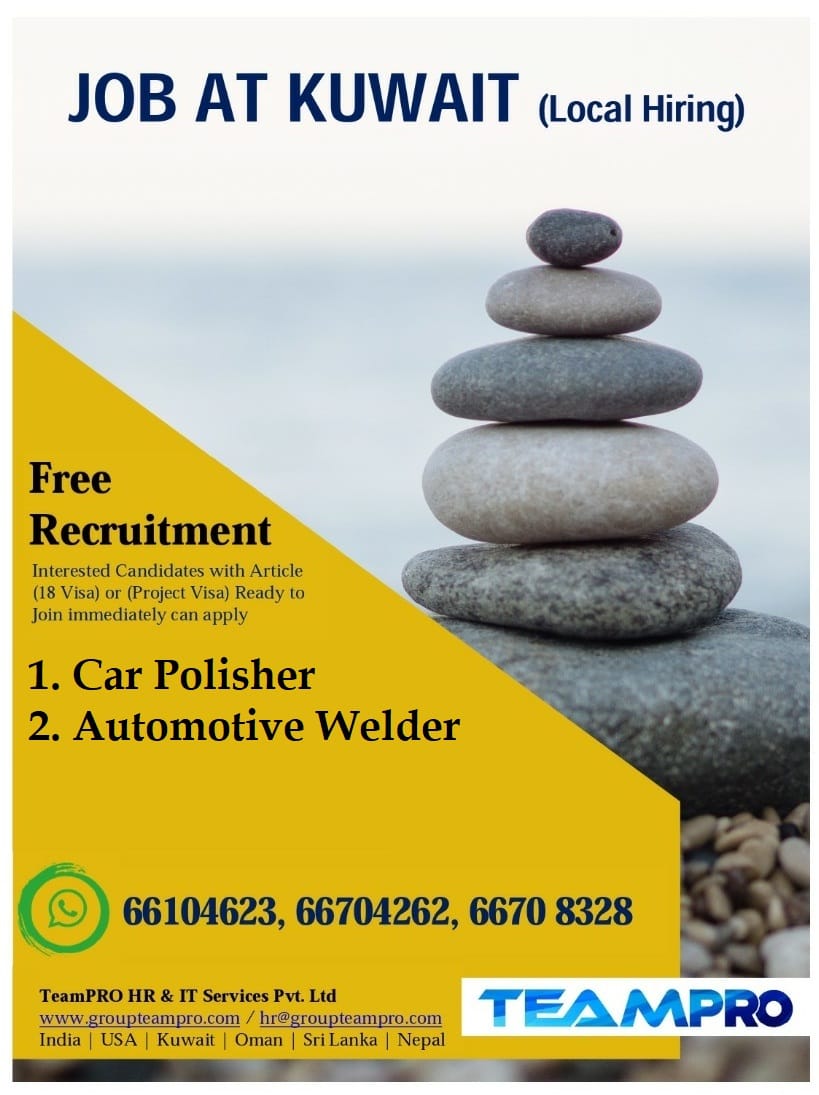 JOB AT KUWAIT (Local Hiring)
Free
Recruitment
Interested Candidates with Article
(18 Visa) or (Project Visa) Ready to
Join immediately can apply
1. Car Polisher
2. Automotive Welder
66104623, 66704262, 6670 8328
TeamPRO HR & IT Services Pvt. Ltd
www.groupteampro.com / hr@groupteampro.com
India | USA | Kuwait | Oman | Sri Lanka | Nepal
TEAMPRO